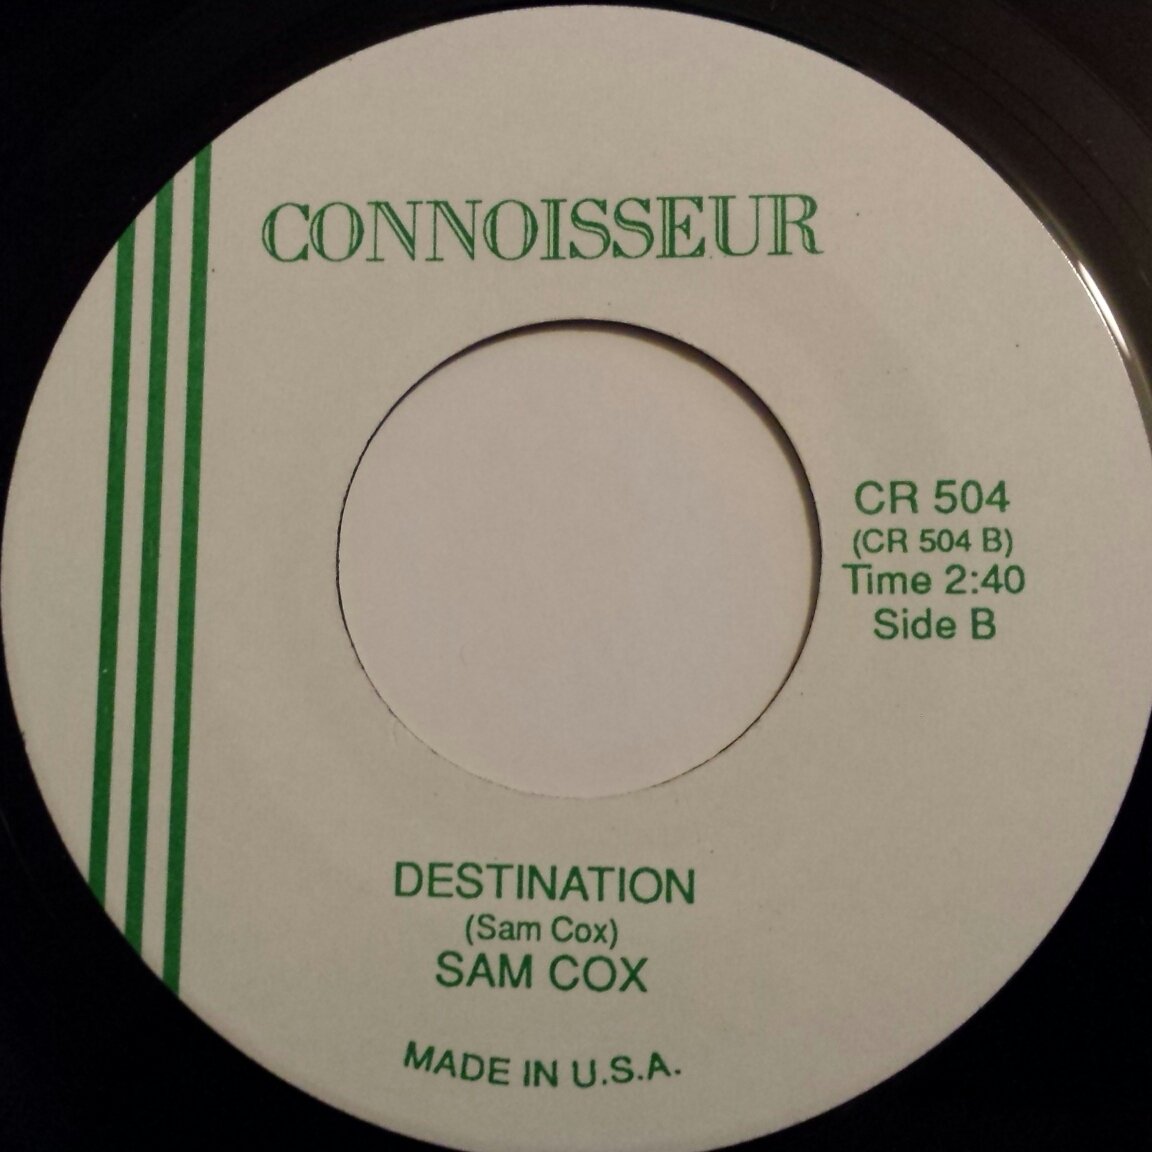 CONNOISSEUR
CR 504
(CR 504 B)
Time 2:40
Side B
DESTINATION
(Sam Cox)
SAM COX
MADE IN U.S.A.